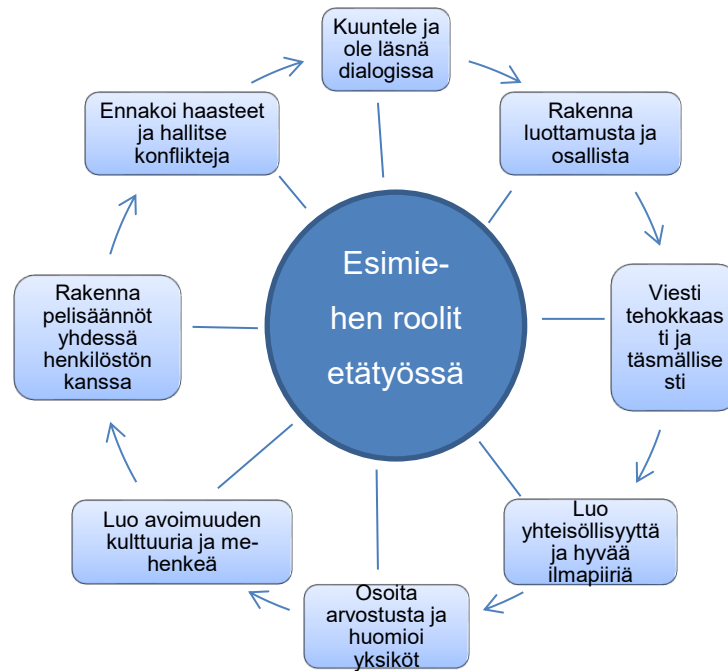 Kuuntele ja
ole läsnä
dialogissa
Rakenna
luottamusta ja
osallista
Viesti
tehokkaas
ti ja
täsmällise
sti
Luo
yhteisöllisyyttä
ja hyvää
ilmapiiriä
Osoita
arvostusta ja
huomioi
yksiköt
Luo avoimuuden
kulttuuria ja me-
henkeä
Rakenna
pelisäännöt
yhdessä
henkilöstön
kanssa
Ennakoi haasteet
ja hallitse
konflikteja
Esimie-
hen roolit
etätyössä